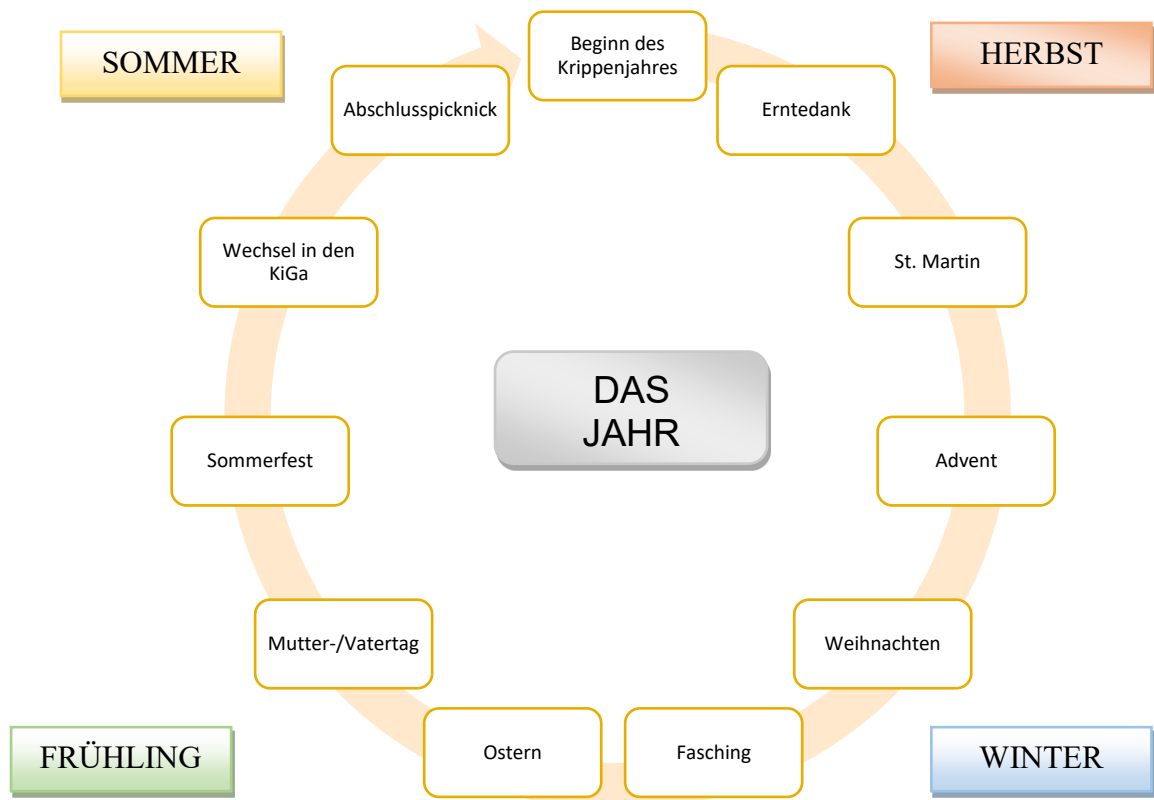 SOMMER
HERBST
Beginn des
Krippenjahres
Erntedank
St. Martin
Advent
Weihnachten
Fasching
Ostern
Mutter-/Vatertag
Sommerfest
Wechsel in den
KiGa
Abschlusspicknick
DAS
JAHR
FRÜHLING
WINTER